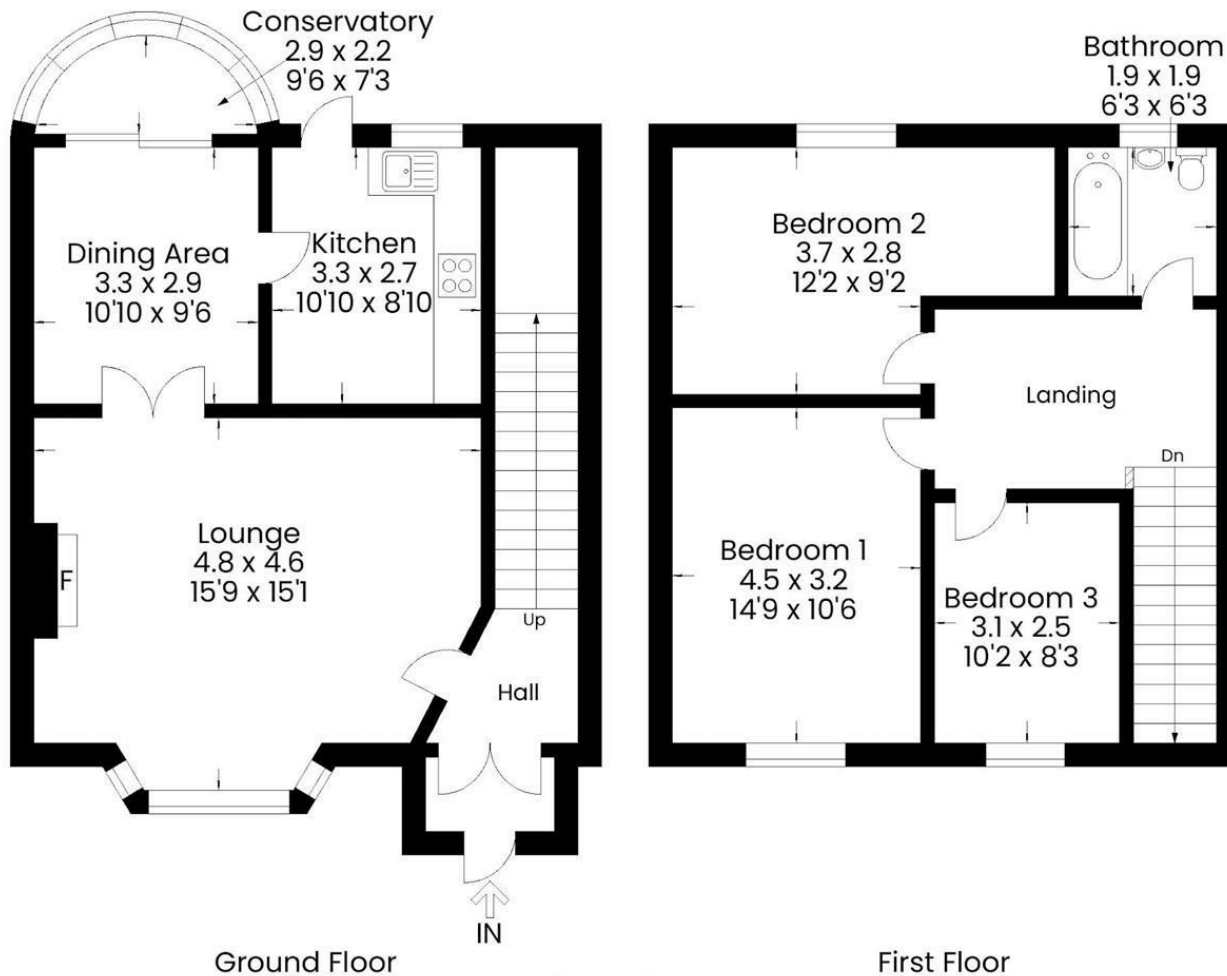 Conservatory
2.9 x 2.2
9'6 x 7'3
Dining Area
3.3 x 2.9
10'10 x 9'6
Kitchen
3.3 x 2.7
10'10 x 8'10
Lounge
4.8 x 4.6
15'9 x 15'1
F
Up
Hall
IN
Ground Floor
Bathroom
1.9 x 1.9
6'3 x 6'3
Bedroom 2
3.7 x 2.8
12'2 x 9'2
Landing
Dn
Bedroom 1
4.5 x 3.2
14'9 x 10'6
Bedroom 3
3.1 x 2.5
10'2 x 8'3
First Floor